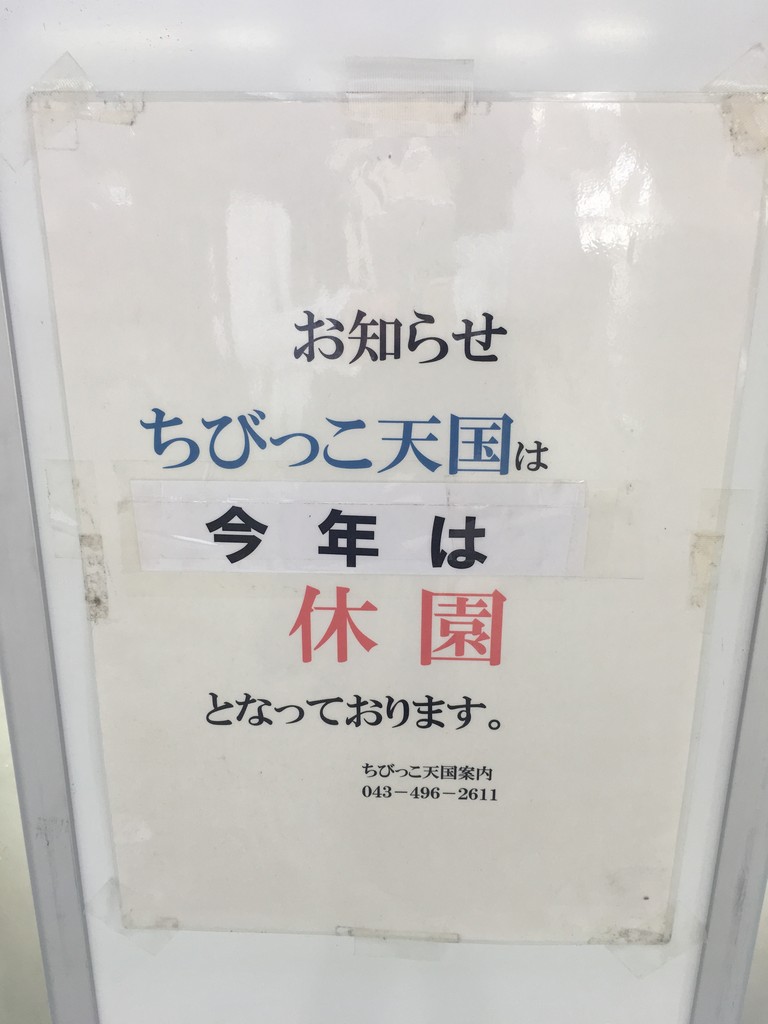 お知らせ
ちびっこ天国は
今年は
休園
となっております。
ちびっこ天国案内
043－496－2611